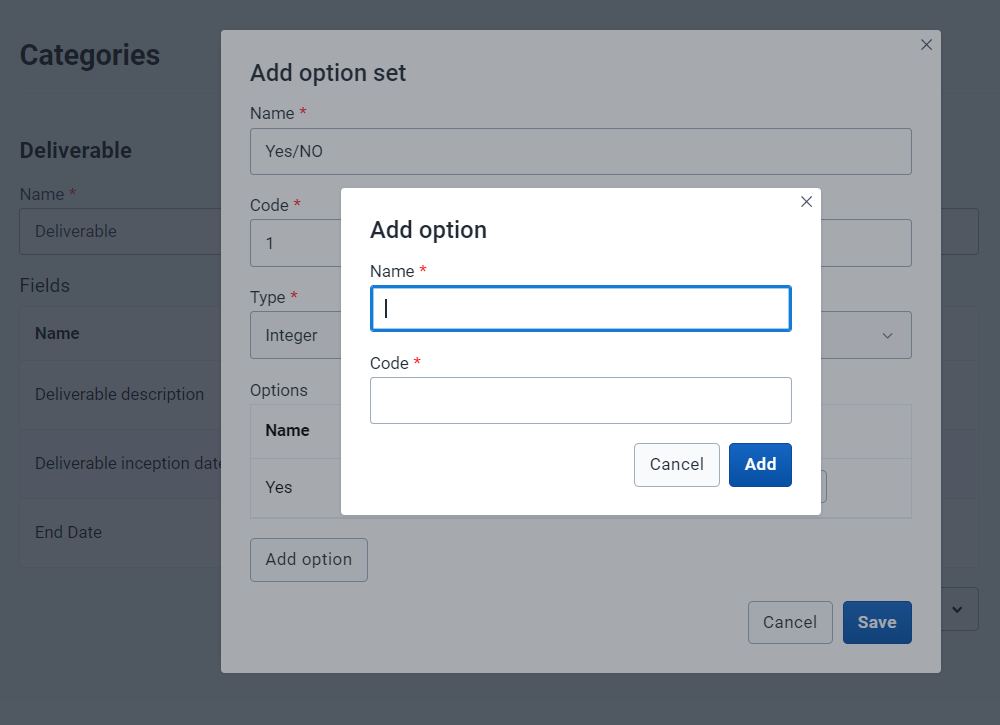 Categories
Deliverable
Name *
Deliverable
Fields
Name
Deliverable description
Deliverable inception date
End Date
Add option set
Name *
Yes/NO
Code *
1
Type *
Integer
Options
Name
Yes
Add option
Cancel
Save
Add option
Name *
Code *
Cancel
Add